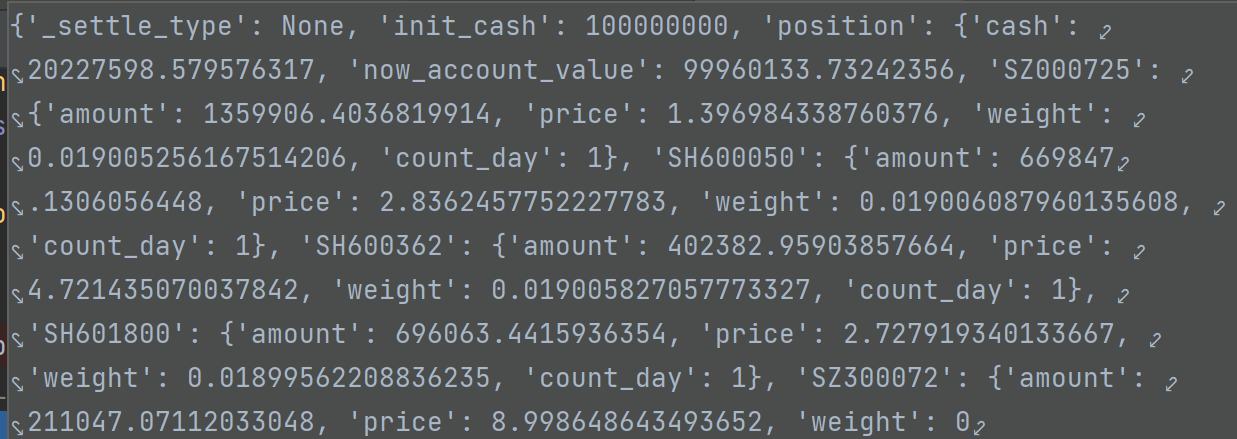 {'_settle_type': None, 'init_cash': 100000000, 'position': {'cash':
20227598.579576317, 'now_account_value': 99960133.73242356, 'SZ000725':
{'amount': 1359906.4036819914, 'price': 1.396984338760376, 'weight':
0.019005256167514206, 'count_day': 1}, 'SH600050': {'amount': 669847
.1306056448, 'price': 2.8362457752227783, 'weight': 0.019006087960135608,
'count_day': 1}, 'SH600362': {'amount': 402382.95903857664, 'price':
4.721435070037842, 'weight': 0.019005827057773327, 'count_day': 1},
'SH601800': {'amount': 696063.4415936354, 'price': 2.727919340133667,
'weight': 0.01899562208836235, 'count_day': 1}, 'SZ300072': {'amount':
211047.07112033048, 'price': 8.998648643493652, 'weight': 0